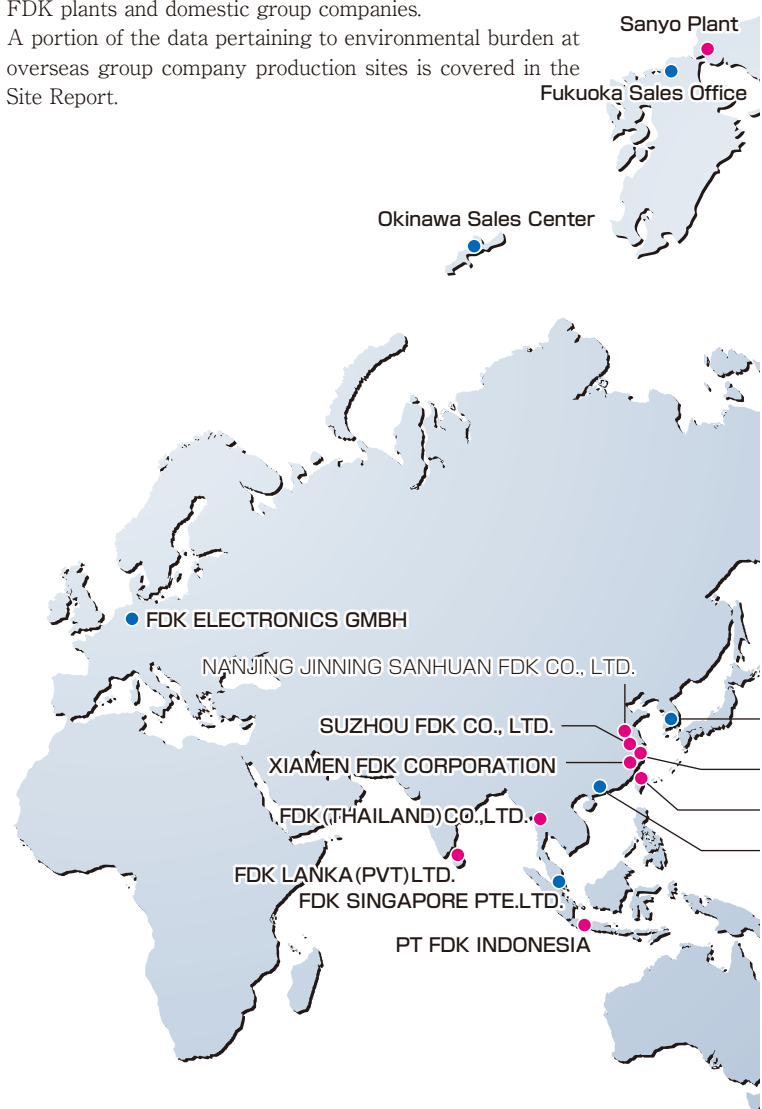 FDK plants and domestic group companies.
A portion of the data pertaining to environmental burden at
overseas group company production sites is covered in the
Site Report.
Sanyo Plant
Fukuoka Sales Office
Okinawa Sales Center
FDK ELECTRONICS GMBH
NANJING JINNING SANHUAN FDK CO., LTD.
SUZHOU FDK CO., LTD.
XIAMEN FDK CORPORATION
FDK(THAILAND)CO.,LTD.
FDK LANKA(PVT)LTD.
FDK SINGAPORE PTE.LTD.
PT FDK INDONESIA